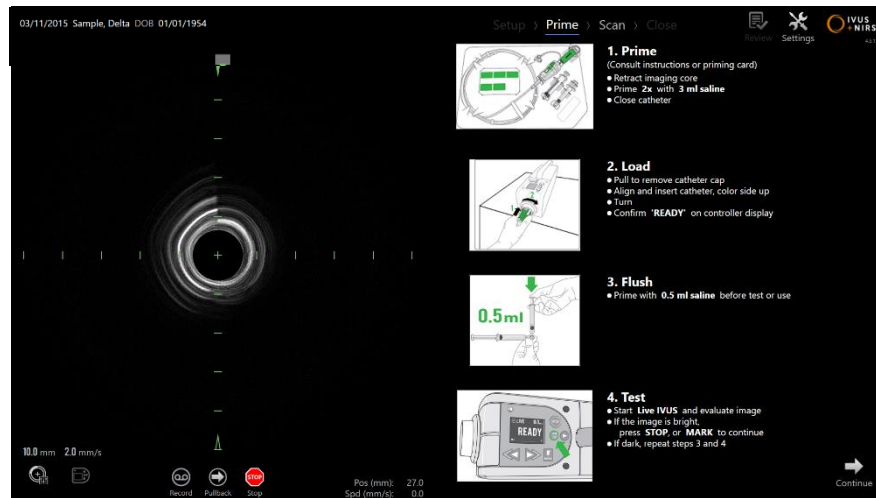 03/11/2015 Sample, Delta DOB 01/01/1954
Setup > Prime > Scan > Close
Review
Settings
IVUS
+NIRS
1. Prime
(Consult instructions or priming card)
• Retract imaging core
• Prime 2x with 3 ml saline
• Close catheter
2. Load
• Pull to remove catheter cap
• Align and insert catheter, color side up
• Turn
• Confirm 'READY' on controller display
1
2
3. Flush
• Prime with 0.5 ml saline before test or use
0.5ml
4. Test
• Start Live IVUS and evaluate image
• If the image is bright,
press STOP, or MARK to continue
• If dark, repeat steps 3 and 4
READY
10.0 mm 2.0 mm/s
Record
Pullback
STOP
Stop
Pos (mm): 27.0
Spd (mm/s): 0.0
Continue